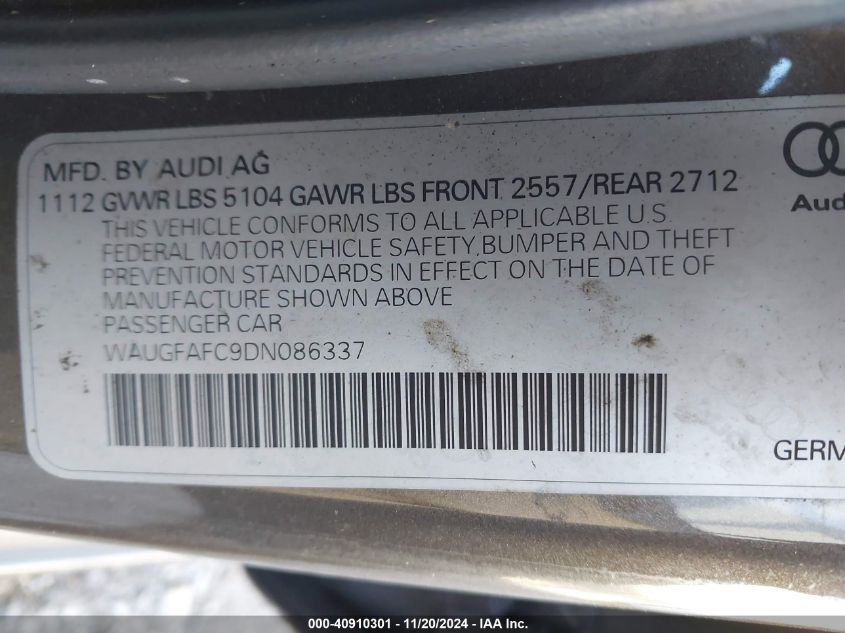 MFD. BY AUDI AG
1112 GVWR LBS 5104 GAWR LBS FRONT 2557/REAR 2712
THIS VEHICLE CONFORMS TO ALL APPLICABLE U.S.
FEDERAL MOTOR VEHICLE SAFETY, BUMPER AND THEFT
PREVENTION STANDARDS IN EFFECT ON THE DATE OF
MANUFACTURE SHOWN ABOVE
PASSENGER CAR
WAUGFAFC9DN086337
Aud
GERM
000-40910301 - 11/20/2024 - IAA Inc.